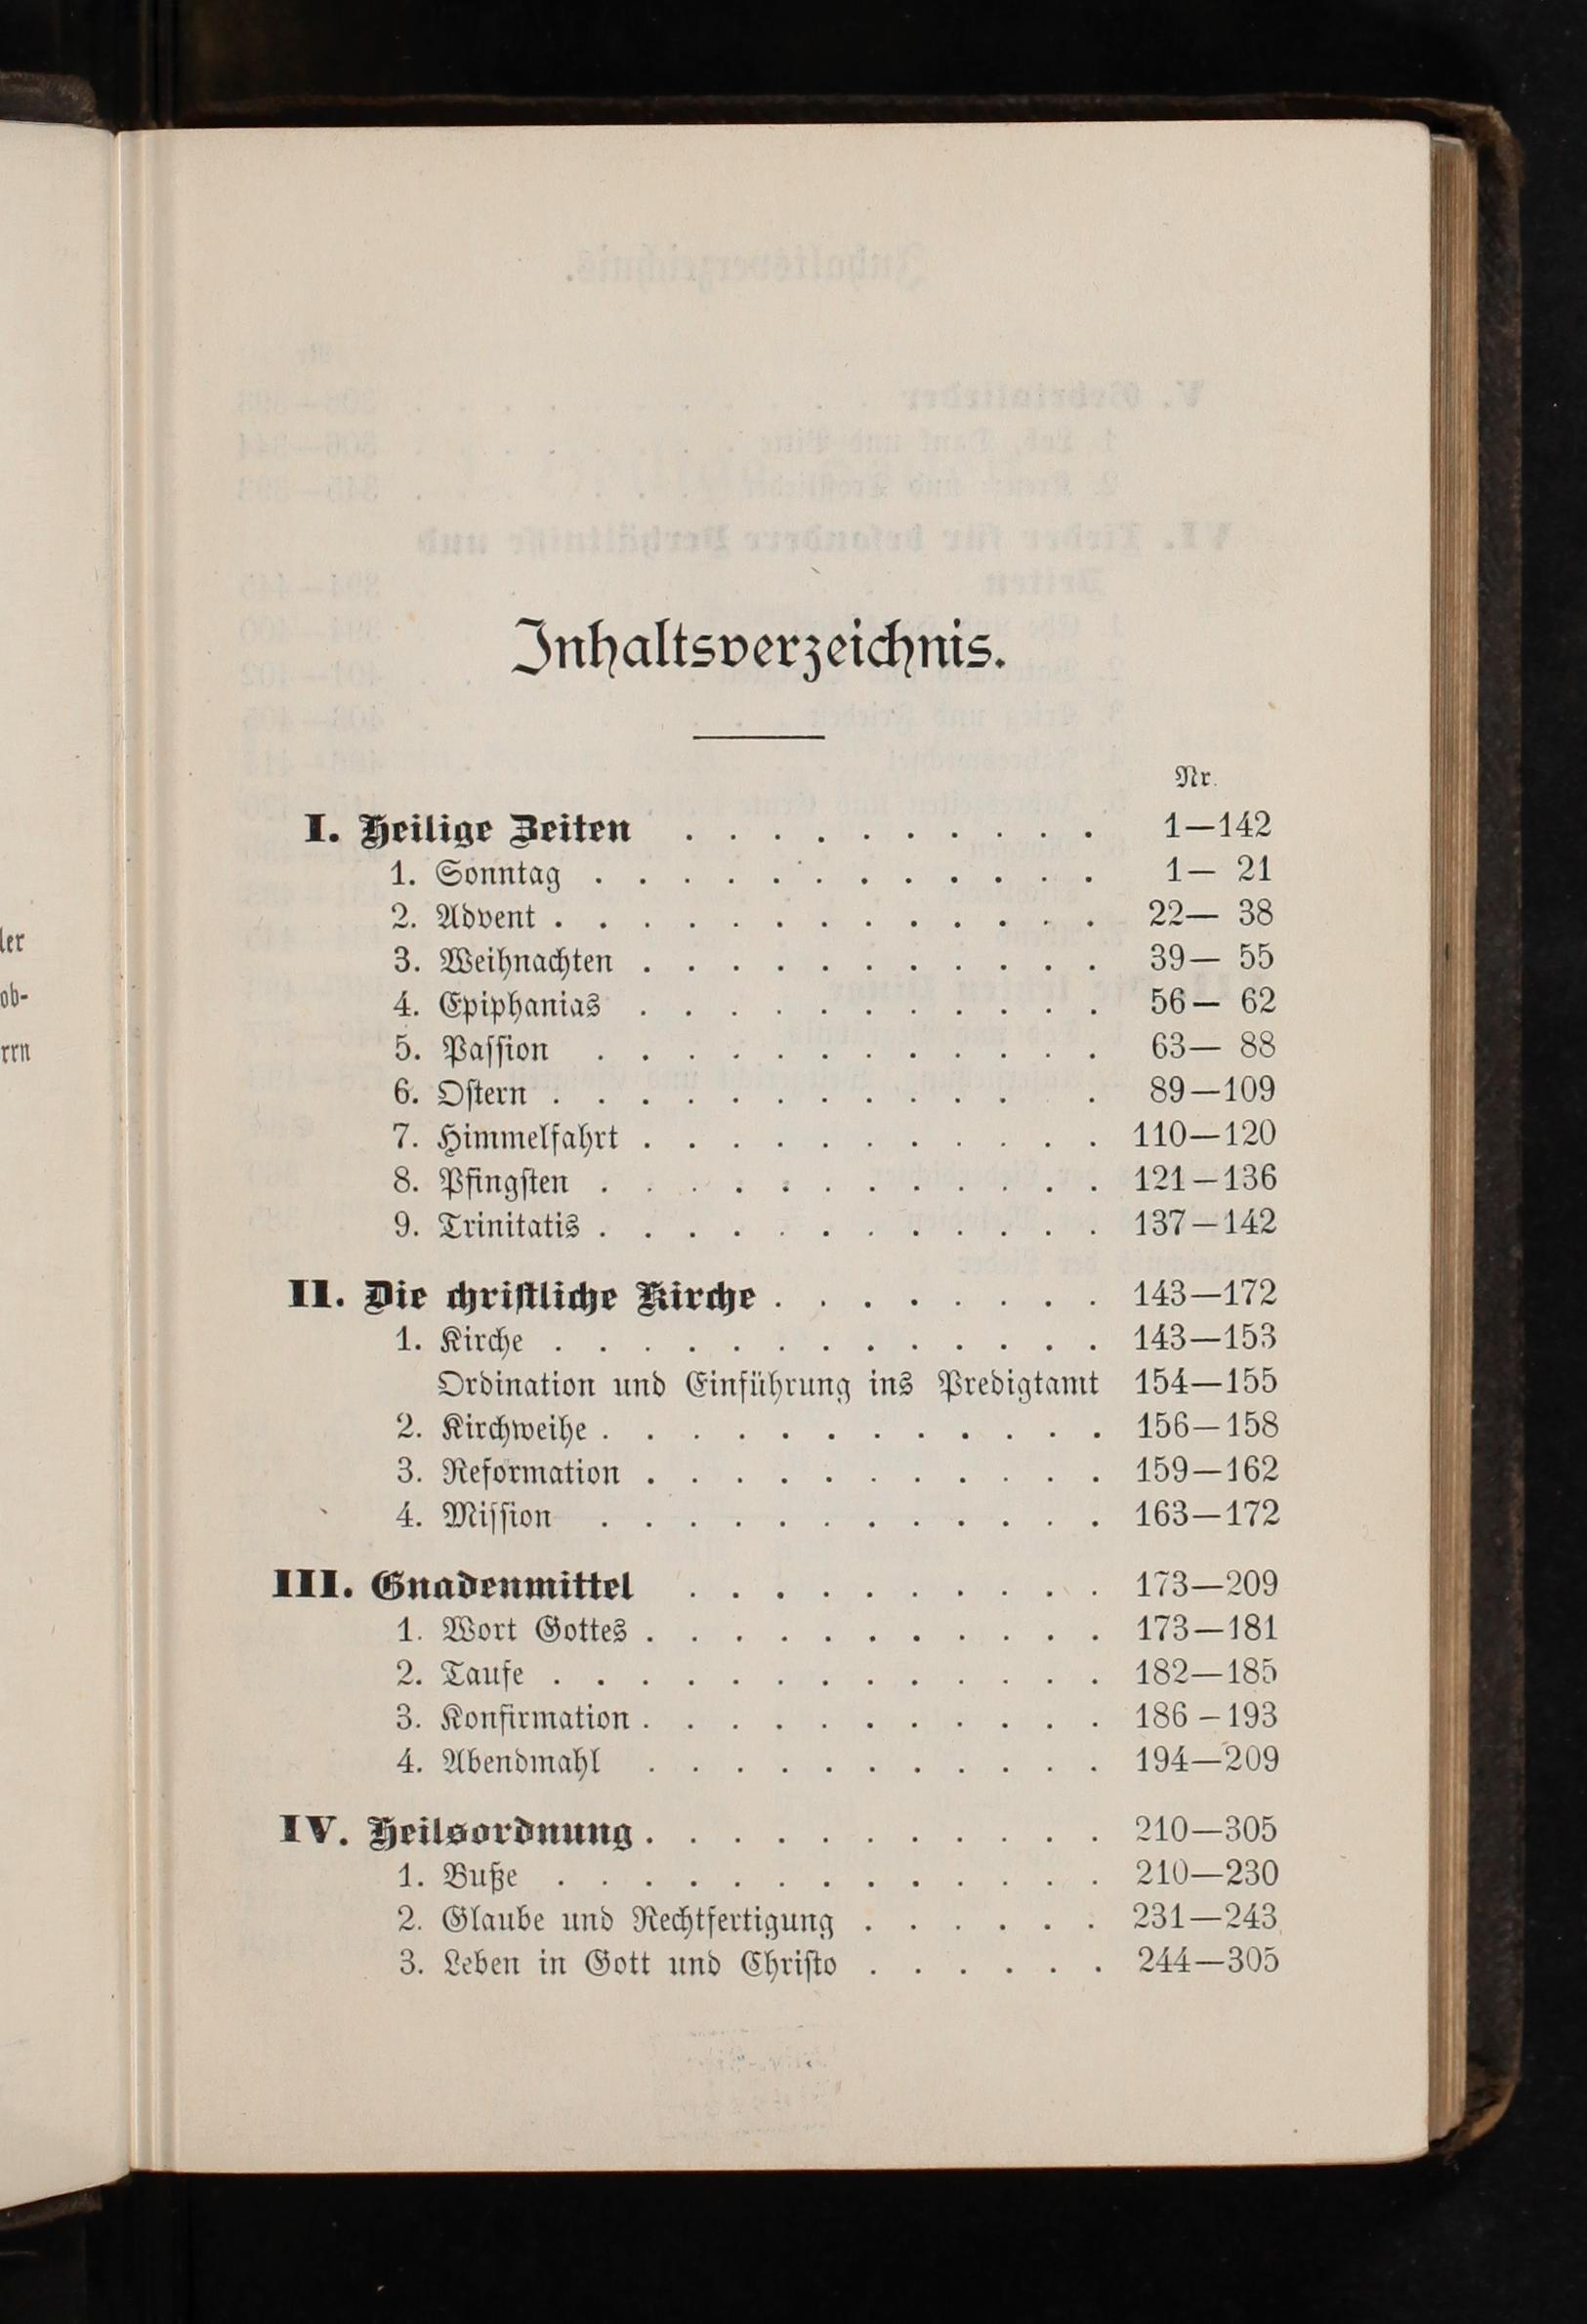 Inhaltsverzeichnis.
Nr.
I. Heilige Zeiten . . . . . . . . . . 1—142
1. Sonntag . . . . . . . . . . . . 1— 21
2. Advent . . . . . . . . . . . . . 22— 38
3. Weihnachten . . . . . . . . . . . 39— 55
4. Epiphanias . . . . . . . . . . . 56— 62
5. Paſſion . . . . . . . . . . . . 63— 88
6. Oſtern . . . . . . . . . . . . 89—109
7. Himmelfahrt . . . . . . . . . . . 110—120
8. Pfingſten . . . . . . . . . . . . 121—136
9. Trinitatis . . . . . . . . . . . . 137—142
II. Die chriſtliche Kirche . . . . . . . . 143—172
1. Kirche . . . . . . . . . . . . . 143—153
Ordination und Einführung ins Predigtamt 154—155
2. Kirchweihe . . . . . . . . . . . . 156—158
3. Reformation . . . . . . . . . . . 159—162
4. Miſſion . . . . . . . . . . . . 163—172
III. Gnadenmittel . . . . . . . . . . 173—209
1. Wort Gottes . . . . . . . . . . . 173—181
2. Taufe . . . . . . . . . . . . . 182—185
3. Konfirmation . . . . . . . . . . . 186—193
4. Abendmahl . . . . . . . . . . . 194—209
IV. Heilsordnung . . . . . . . . . . . 210—305
1. Buße . . . . . . . . . . . . . 210—230
2. Glaube und Rechtfertigung . . . . . . 231—243
3. Leben in Gott und Chriſto . . . . . . 244—305
ler
ob-
rrn